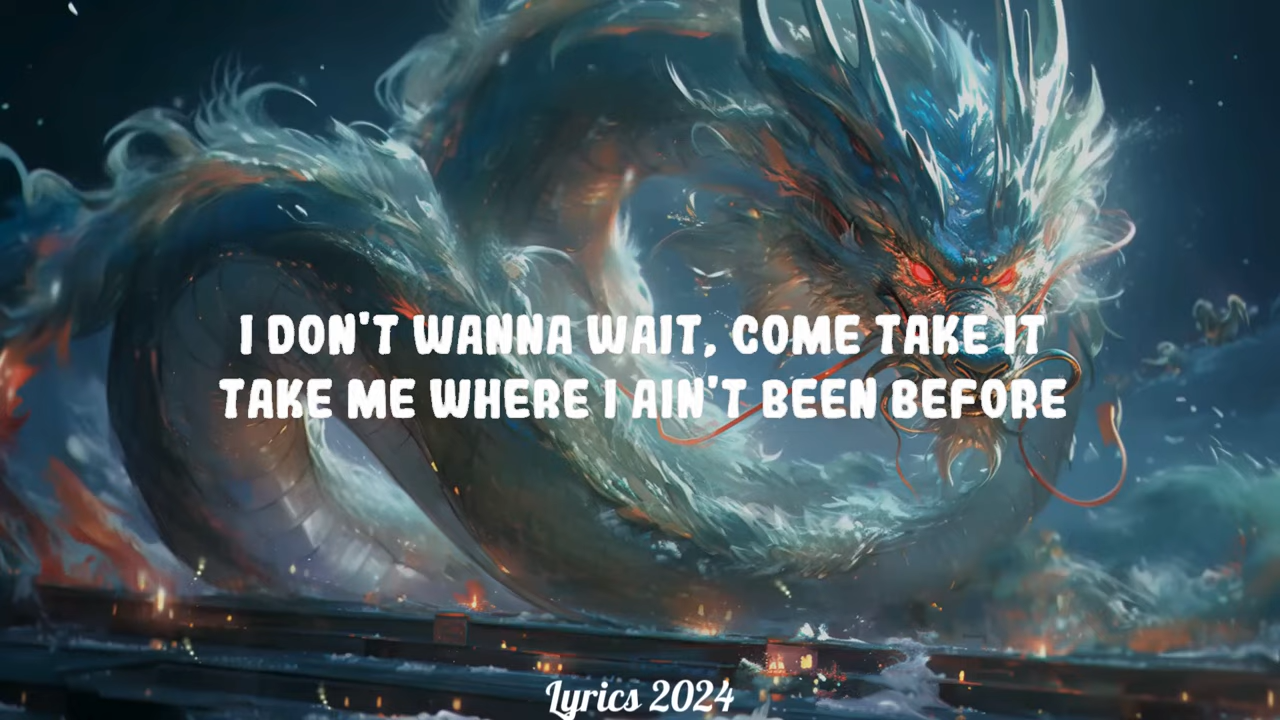 I DON'T WANNA WAIT, COME TAKE IT
TAKE ME WHERE I AIN'T BEEN BEFORE
Lyrics 2024